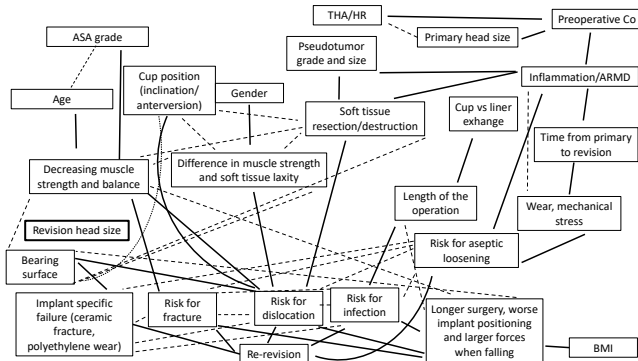 THA/HR
Preoperative Co
ASA grade
Primary head size
Pseudotumor
grade and size
Cup position
(inclination/
anterversion)
Inflammation/ARMD
Gender
Age
Soft tissue
resection/destruction
Cup vs liner
exhange
Time from primary
to revision
Decreasing muscle
strength and balance
Difference in muscle strength
and soft tissue laxity
Length of the
operation
Wear, mechanical
stress
Revision head size
Risk for aseptic
loosening
Bearing
surface
Implant specific
failure (ceramic
fracture,
polyethylene wear)
Risk for
fracture
Risk for
dislocation
Risk for
infection
Longer surgery, worse
implant positioning
and larger forces
when falling
BMI
Re-revision